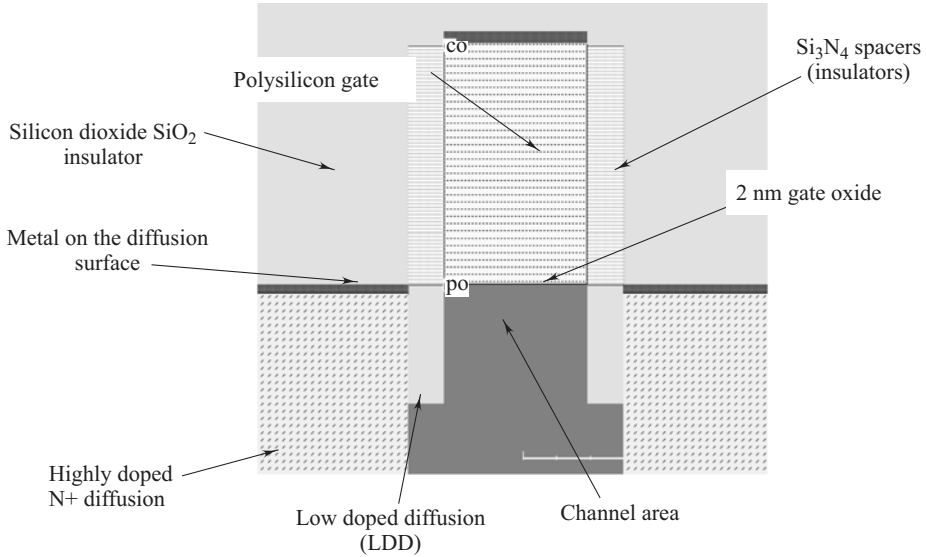 co
Si₃N₄ spacers
(insulators)
Polysilicon gate
Silicon dioxide SiO₂
insulator
2 nm gate oxide
Metal on the diffusion
surface
po
Highly doped
N+ diffusion
Low doped diffusion
(LDD)
Channel area